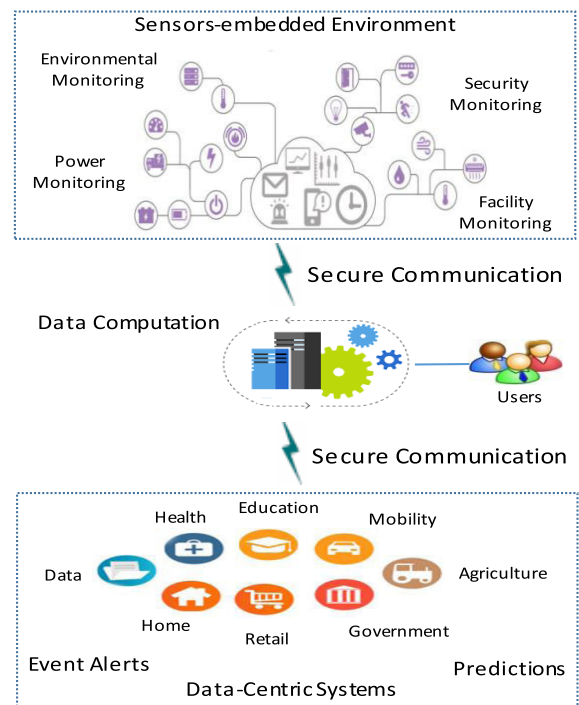 Sensors-embedded Environment
Environmental
Monitoring
Security
Monitoring
Power
Monitoring
Facility
Monitoring
Secure Communication
Data Computation
Users
Secure Communication
Education
Health
Mobility
Data
Agriculture
Home
Retail
Government
Event Alerts
Predictions
Data-Centric Systems